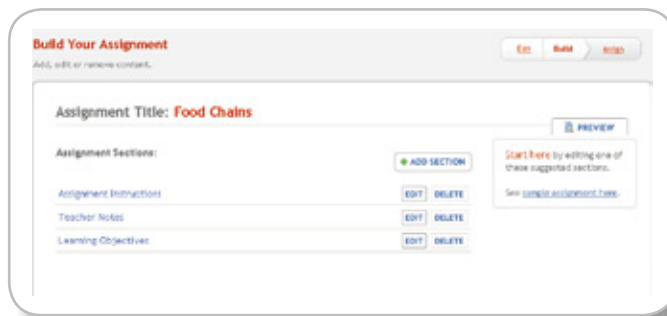 Build Your Assignment
Add, edit or remove content.
Exit Build Assign
Assignment Title: Food Chains
PREVIEW
Assignment Sections:
+ ADD SECTION
Start here by editing one of
these suggested sections.
See sample assignment here.
Assignment Instructions EDIT DELETE
Teacher Notes EDIT DELETE
Learning Objectives EDIT DELETE